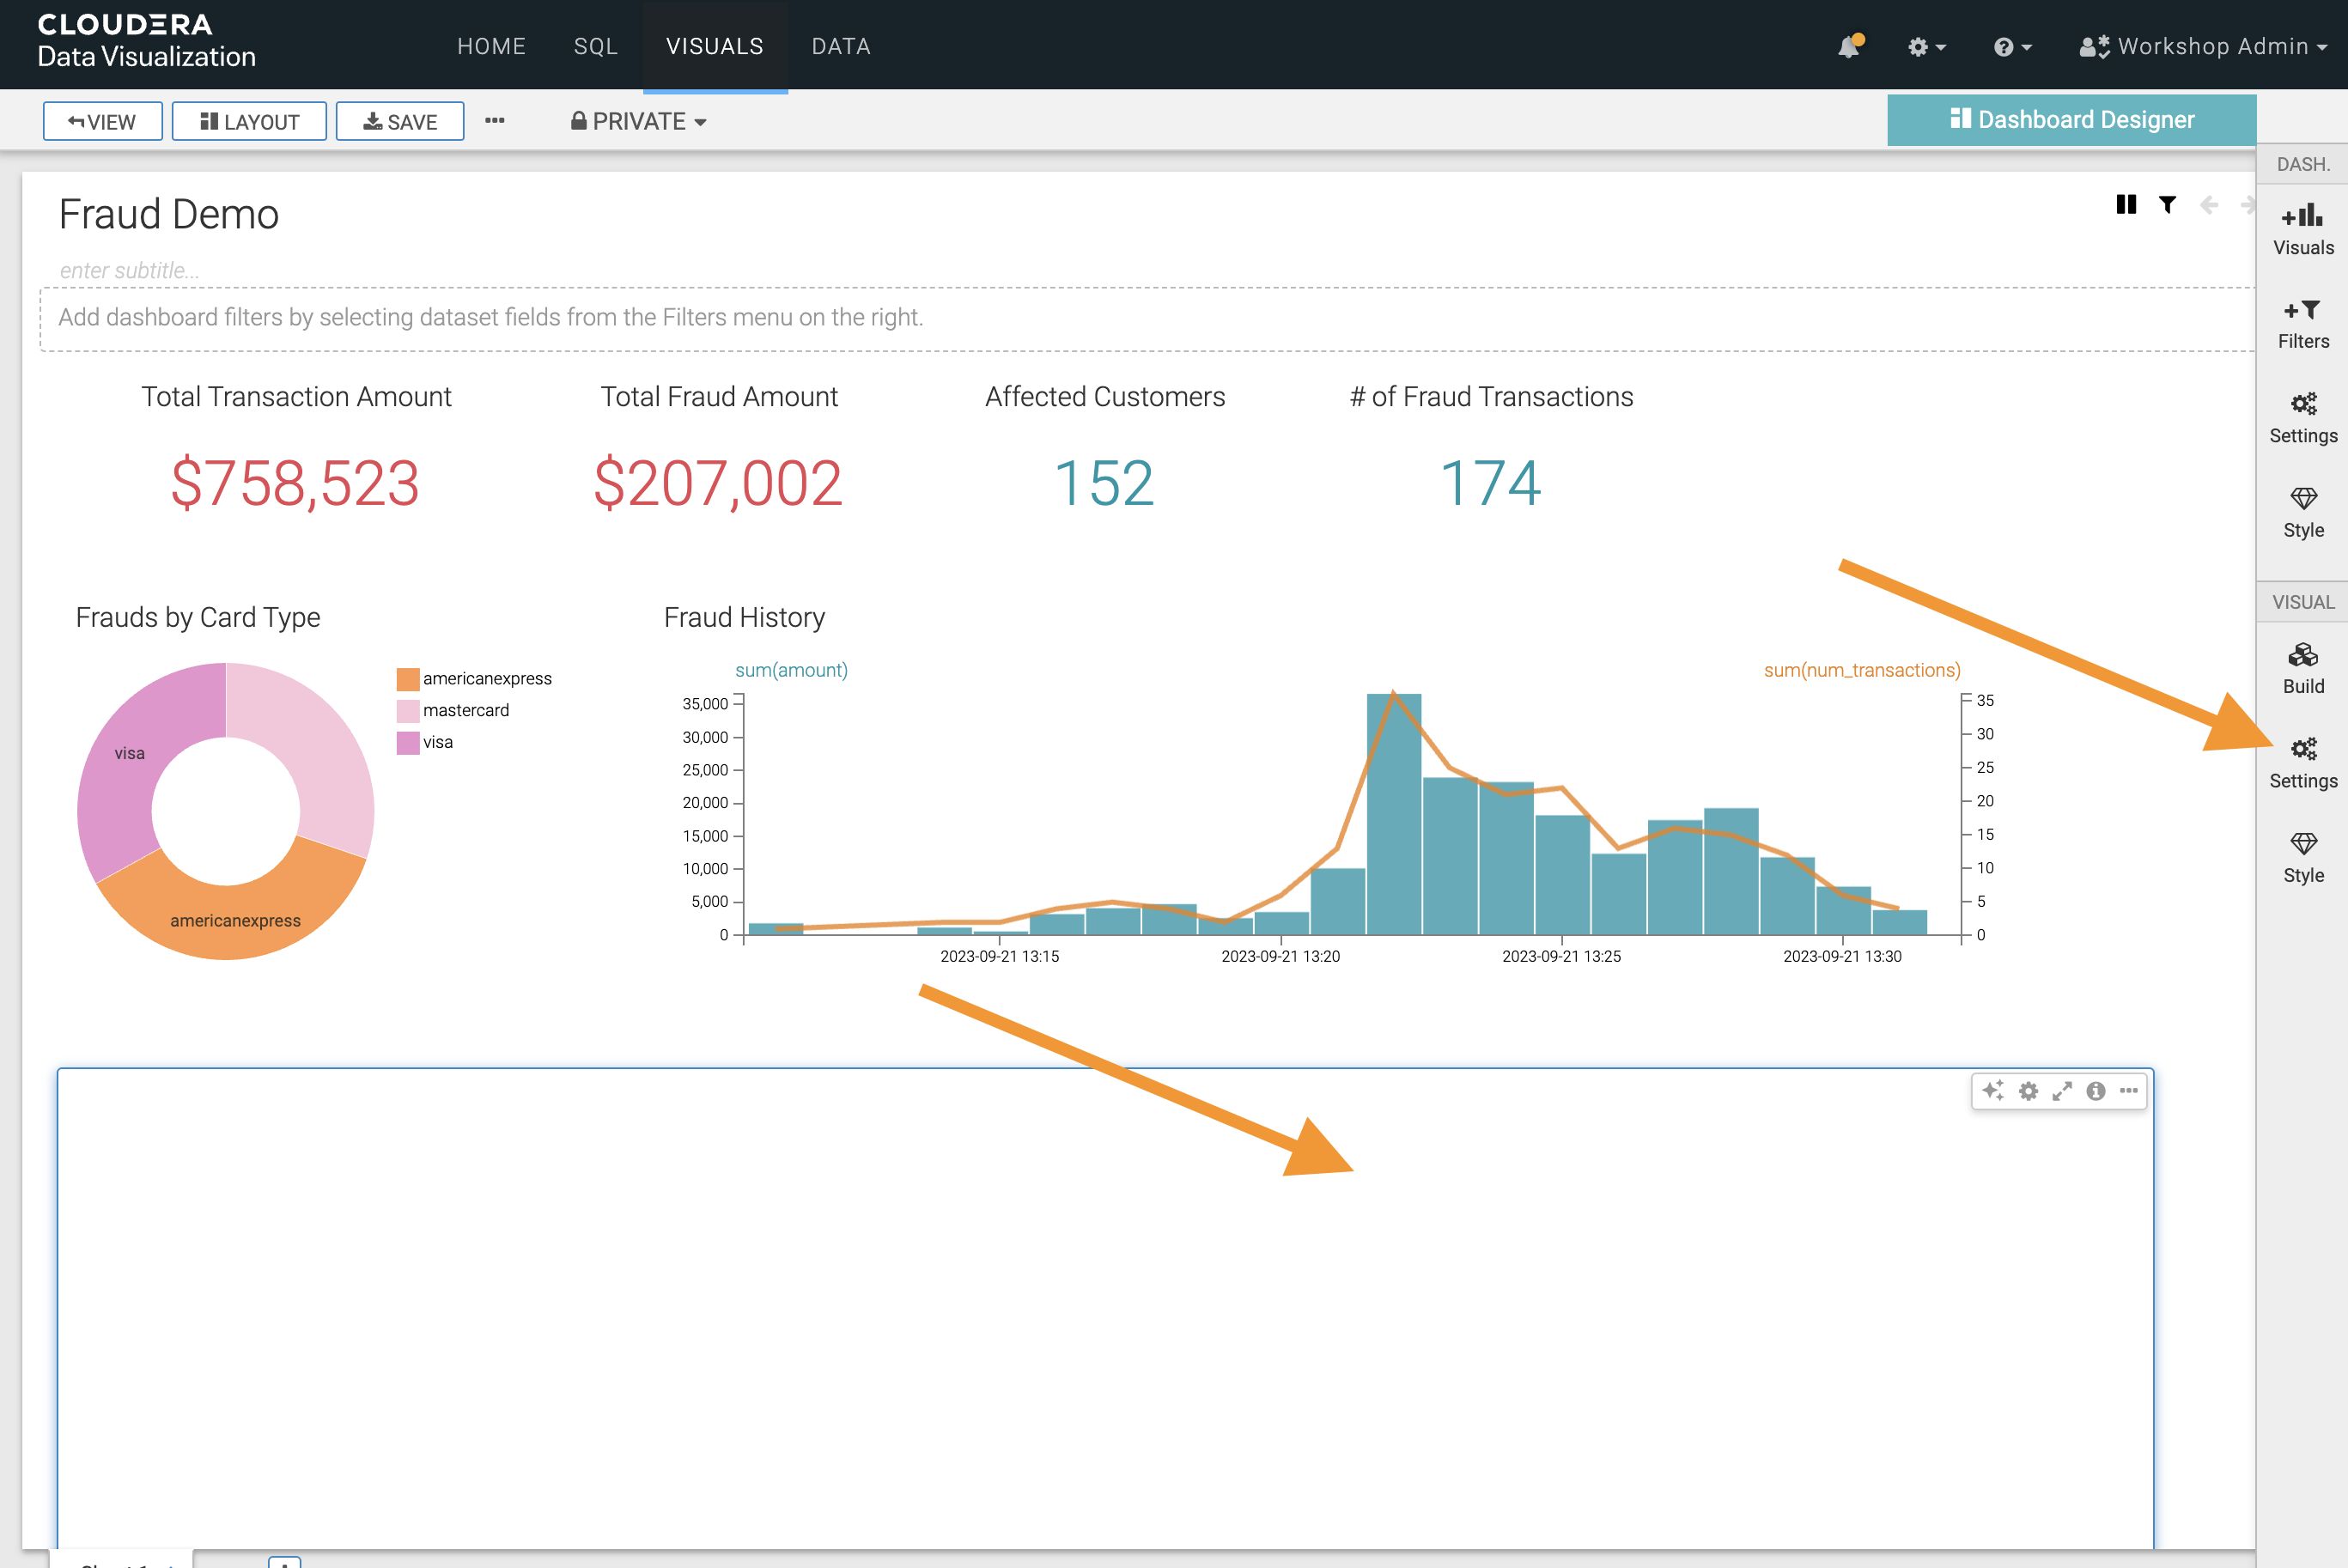 CLOUDERA
Data Visualization
HOME
SQL
VISUALS
DATA
Workshop Admin
VIEW
LAYOUT
SAVE
PRIVATE
Dashboard Designer
DASH.
Visuals
Filters
Settings
Style
VISUAL
Build
Settings
Style
Fraud Demo
enter subtitle...
Add dashboard filters by selecting dataset fields from the Filters menu on the right.
Total Transaction Amount
$758,523
Total Fraud Amount
$207,002
Affected Customers
152
# of Fraud Transactions
174
Frauds by Card Type
visa
americanexpress
americanexpress
mastercard
visa
Fraud History
sum(amount)
sum(num_transactions)
35,000
30,000
25,000
20,000
15,000
10,000
5,000
0
35
30
25
20
15
10
5
0
2023-09-21 13:15
2023-09-21 13:20
2023-09-21 13:25
2023-09-21 13:30